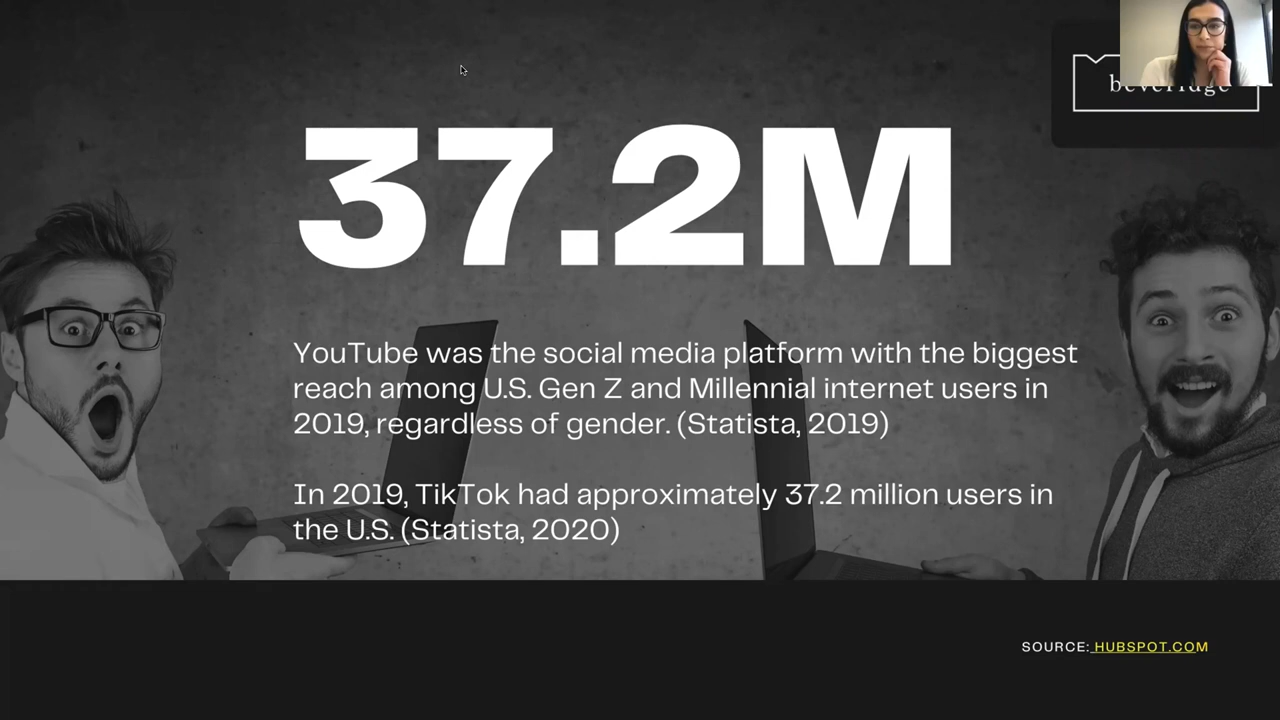 beveridge
37.2M
YouTube was the social media platform with the biggest
reach among U.S. Gen Z and Millennial internet users in
2019, regardless of gender. (Statista, 2019)
In 2019, TikTok had approximately 37.2 million users in
the U.S. (Statista, 2020)
SOURCE: HUBSPOT.COM